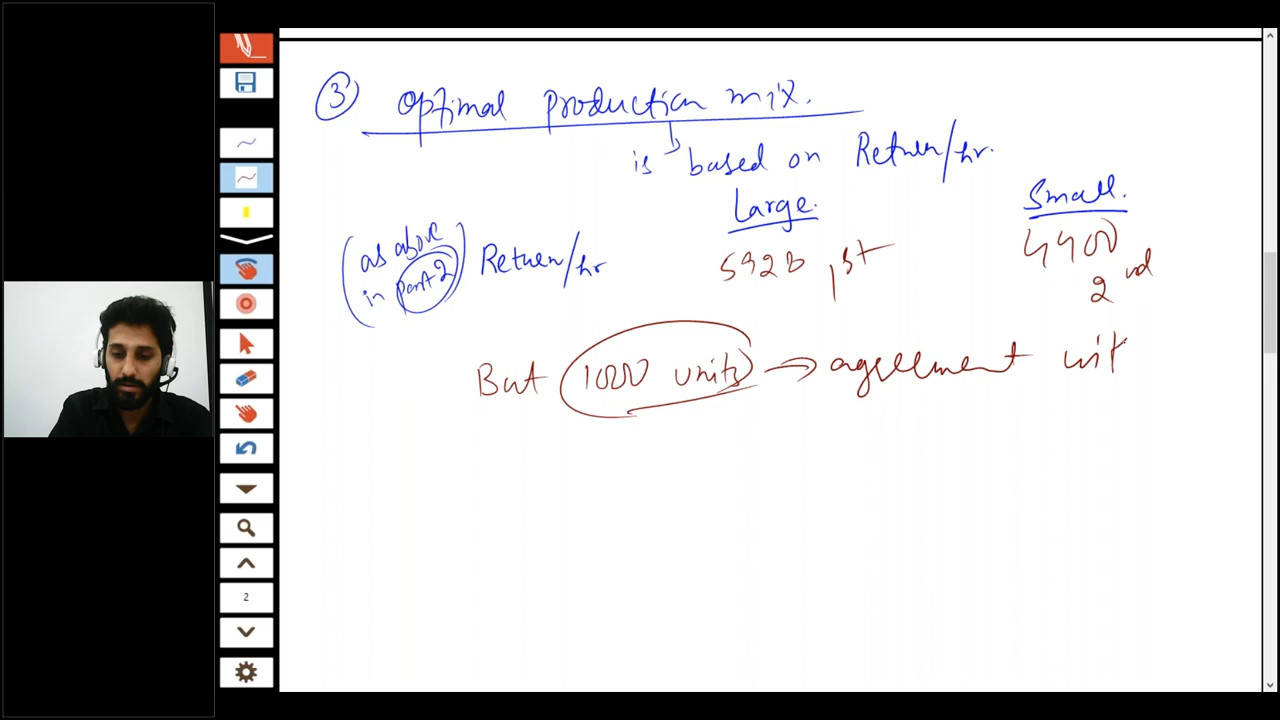 ③ Optimal production mix.
is based on Return/hr.
Large. Small.
(as above in part 2) Return/hr 5928 1st 4400 2nd
But 1000 units → agreement wit
2